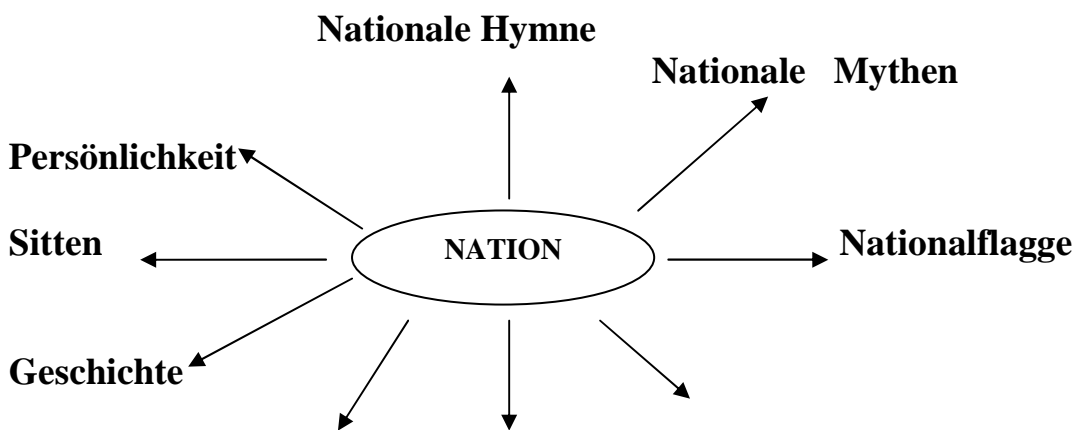 Nationale Hymne
Nationale Mythen
Persönlichkeit
Sitten
NATION
Nationalflagge
Geschichte